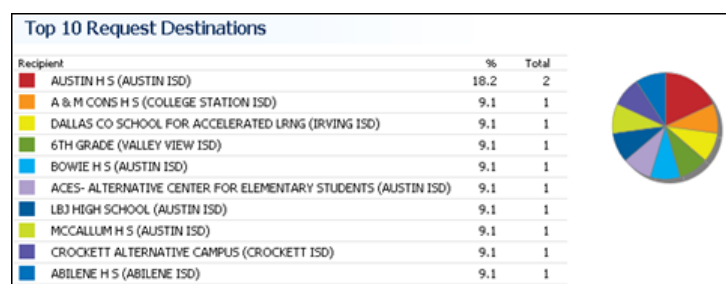 Top 10 Request Destinations
Recipient % Total
AUSTIN H S (AUSTIN ISD) 18.2 2
A & M CONS H S (COLLEGE STATION ISD) 9.1 1
DALLAS CO SCHOOL FOR ACCELERATED LRNG (IRVING ISD) 9.1 1
6TH GRADE (VALLEY VIEW ISD) 9.1 1
BOWIE H S (AUSTIN ISD) 9.1 1
ACES- ALTERNATIVE CENTER FOR ELEMENTARY STUDENTS (AUSTIN ISD) 9.1 1
LBJ HIGH SCHOOL (AUSTIN ISD) 9.1 1
MCCALLUM H S (AUSTIN ISD) 9.1 1
CROCKETT ALTERNATIVE CAMPUS (CROCKETT ISD) 9.1 1
ABILENE H S (ABILENE ISD) 9.1 1